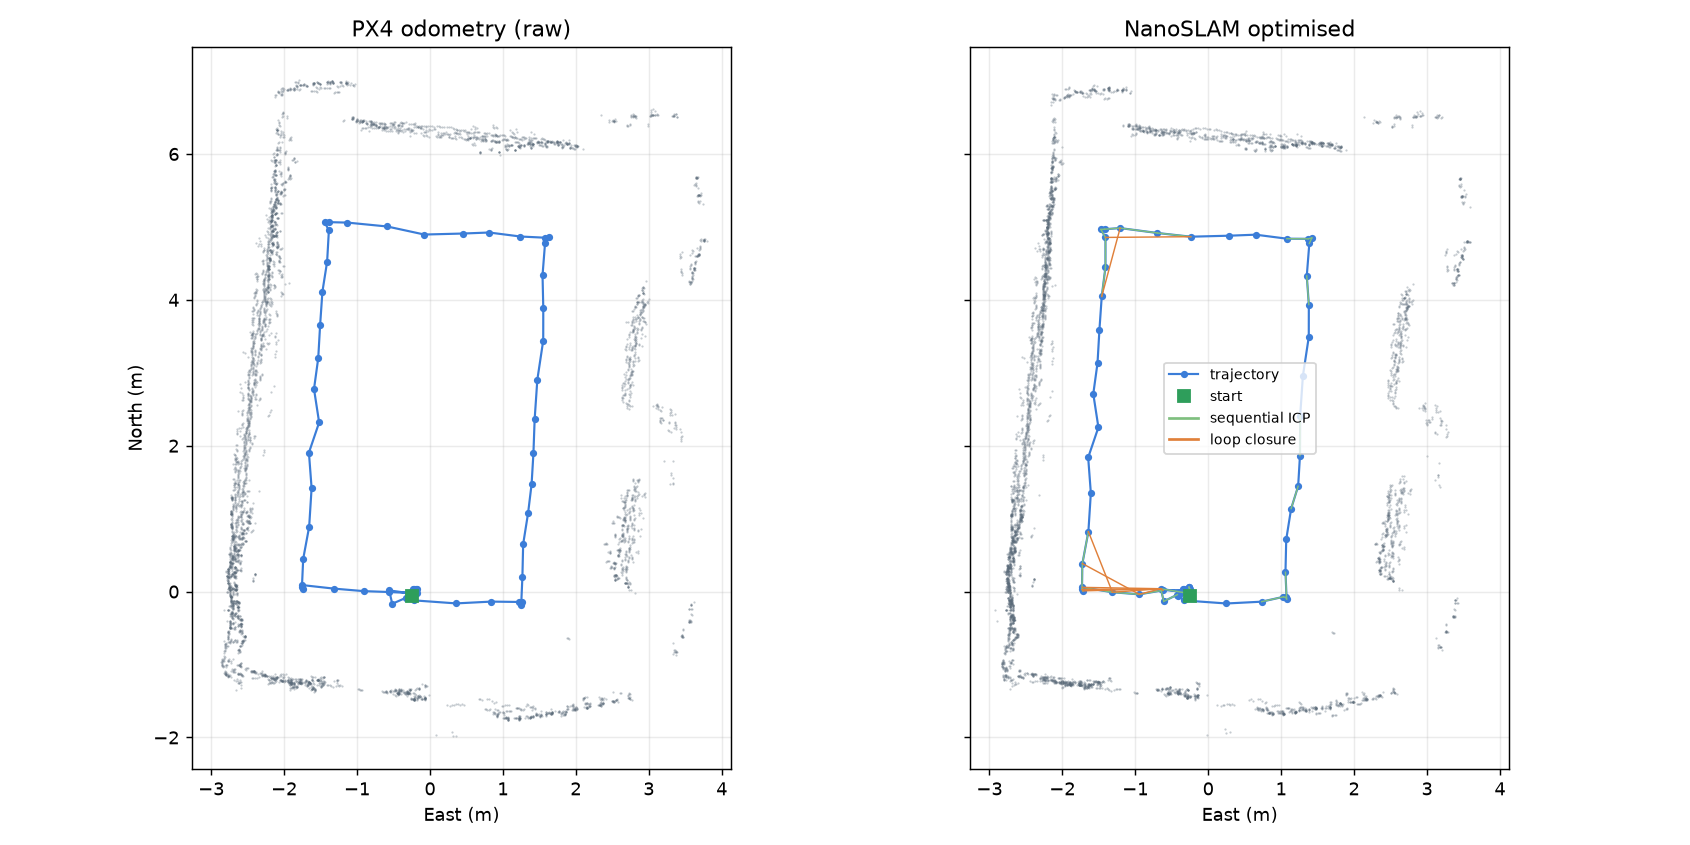 PX4 odometry (raw)
North (m)
6
4
2
0
−2
−3
−2
−1
0
1
2
3
4
East (m)
NanoSLAM optimised
trajectory
start
sequential ICP
loop closure
−3
−2
−1
0
1
2
3
4
East (m)